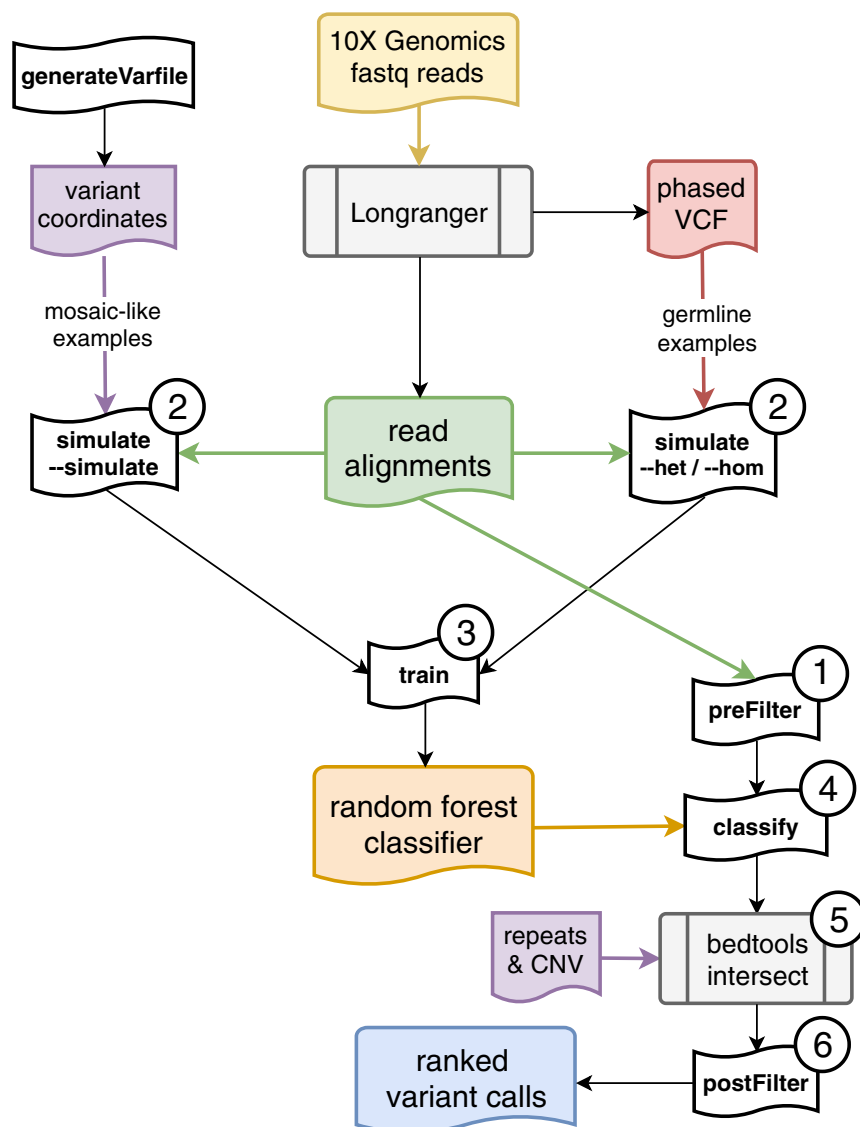 generateVarfile
10X Genomics
fastq reads
variant
coordinates
Longranger
phased
VCF
mosaic-like
examples
germline
examples
2
simulate
--simulate
read
alignments
2
simulate
--het / --hom
3
train
1
preFilter
random forest
classifier
4
classify
repeats
& CNV
5
bedtools
intersect
ranked
variant calls
6
postFilter